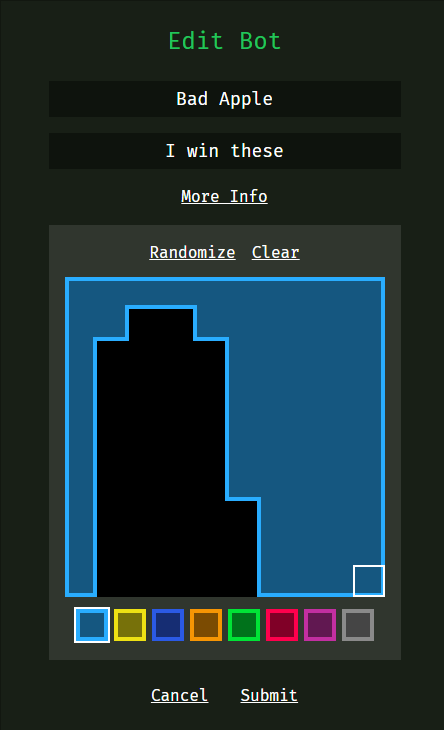 Edit Bot
Bad Apple
I win these
More Info
Randomize Clear
Cancel Submit